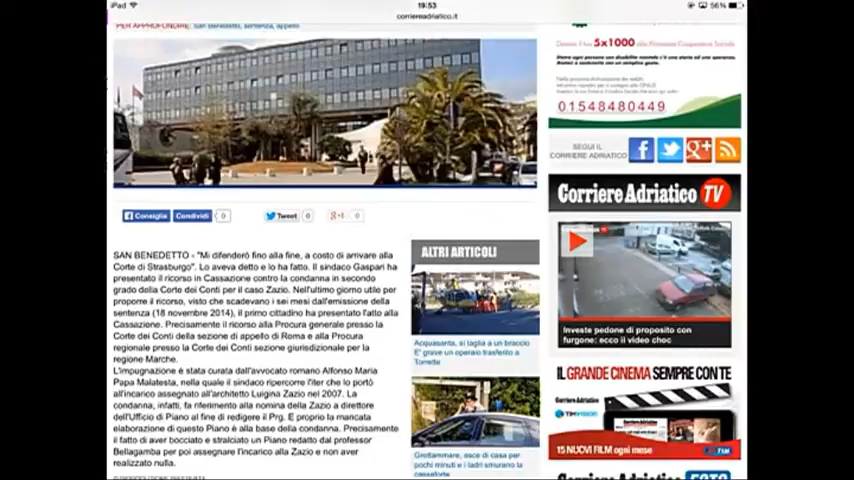 iPad
19:53
56%
corriereadriatico.it
PER APPROFONDIRE: San Benedetto, sentenza, appello
5x1000
01548480449
SEGUI IL
CORRIERE ADRIATICO
Corriere Adriatico TV
Consiglia
Condividi
0
Tweet
0
g+1
0
SAN BENEDETTO - "Mi difenderò fino alla fine, a costo di arrivare alla
Corte di Strasburgo". Lo aveva detto e lo ha fatto. Il sindaco Gaspari ha
presentato il ricorso in Cassazione contro la condanna in secondo
grado della Corte dei Conti per il caso Zazio. Nell'ultimo giorno utile per
proporre il ricorso, visto che scadevano i sei mesi dall'emissione della
sentenza (18 novembre 2014), il primo cittadino ha presentato l'atto alla
Cassazione. Precisamente il ricorso alla Procura generale presso la
Corte dei Conti della sezione di appello di Roma e alla Procura
regionale presso la Corte dei Conti sezione giurisdizionale per la
regione Marche.
L'impugnazione è stata curata dall'avvocato romano Alfonso Maria
Papa Malatesta, nella quale il sindaco ripercorre l'iter che lo portò
all'incarico assegnato all'architetto Luigina Zazio nel 2007. La
condanna, infatti, fa riferimento alla nomina della Zazio a direttore
dell'Ufficio di Piano al fine di redigere il Prg. E proprio la mancata
elaborazione di questo Piano è alla base della condanna. Precisamente
il fatto di aver bocciato e stralciato un Piano redatto dal professor
Bellagamba per poi assegnare l'incarico alla Zazio e non aver
realizzato nulla.
ALTRI ARTICOLI
Acquasanta, si taglia a un braccio
E' grave un operaio trasferito a
Torrette
Grottammare, esce di casa per
pochi minuti e i ladri smurano la
cassaforte
Investe pedone di proposito con
furgone: ecco il video choc
IL GRANDE CINEMA SEMPRE CON TE
Corriere Adriatico
TIMVISION
15 NUOVI FILM ogni mese
TIM
Corriere Adriatico FOTO